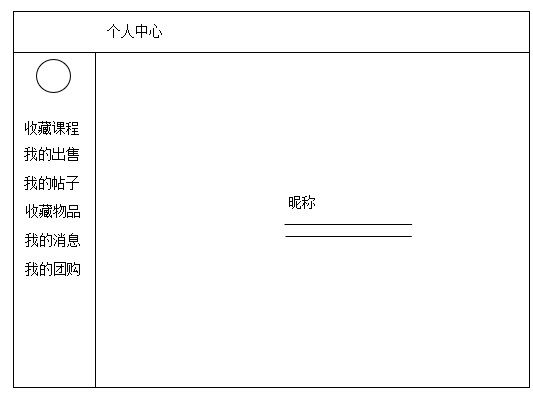 个人中心
收藏课程
我的出售
我的帖子
收藏物品
我的消息
我的团购
昵称